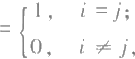 = { 1, i = j;
0, i ≠ j,